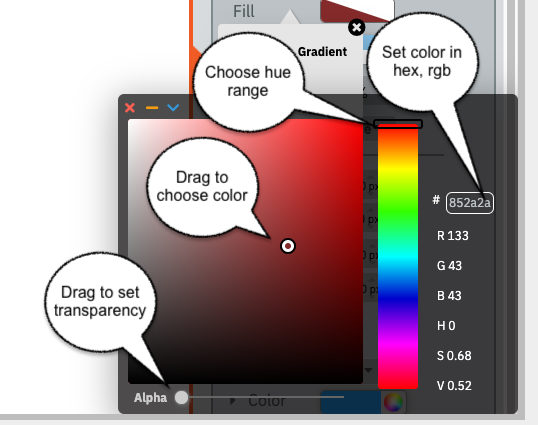 Fill
Gradient
Set color in
hex, rgb
Choose hue
range
Drag to
choose color
# 852a2a
R 133
G 43
B 43
H 0
S 0.68
V 0.52
Drag to set
transparency
Alpha
Color